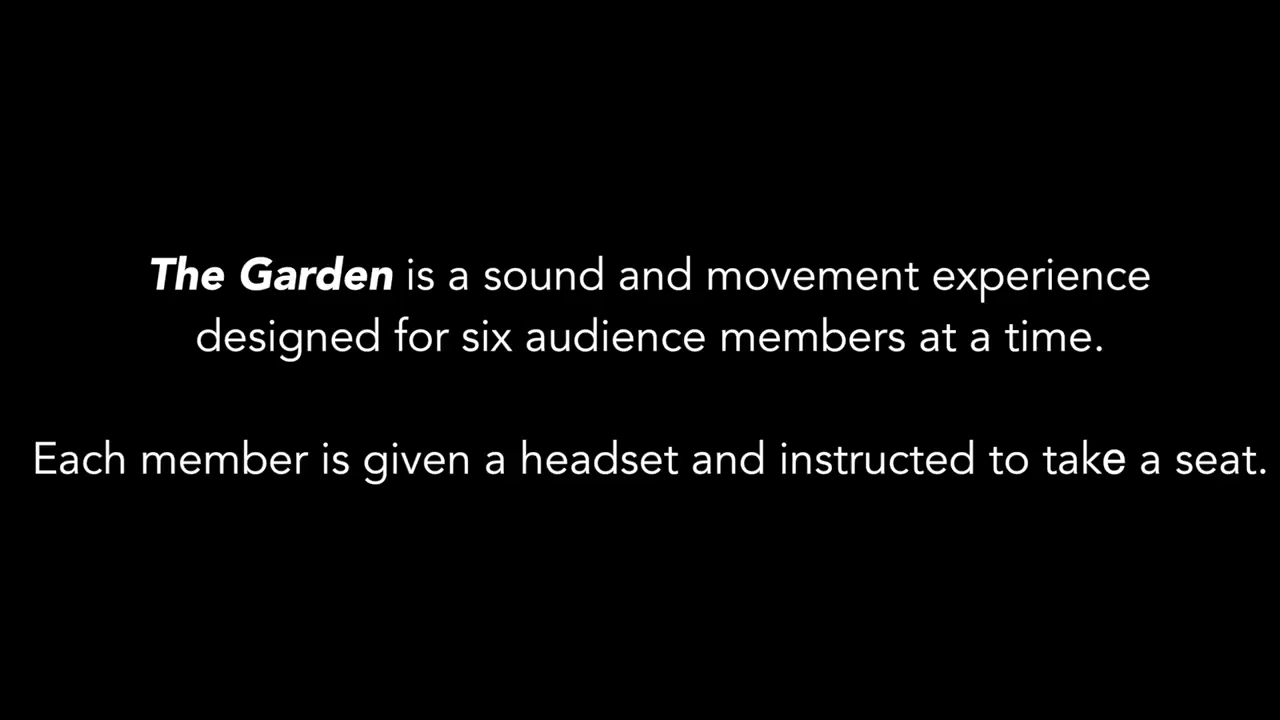 The Garden is a sound and movement experience
designed for six audience members at a time.
Each member is given a headset and instructed to take a seat.